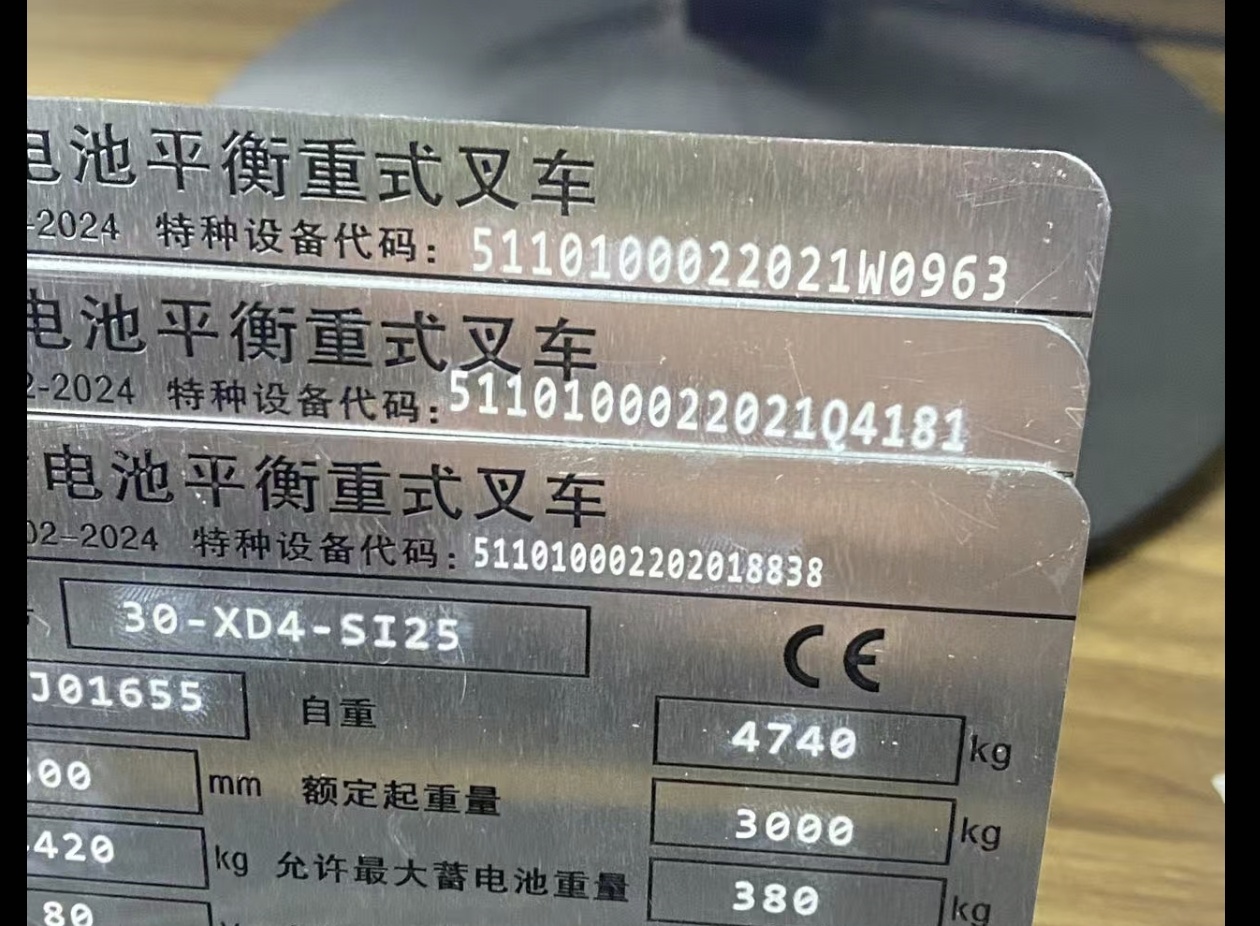 电池平衡重式叉车
-2024 特种设备代码: 5110100022021W0963
电池平衡重式叉车
2-2024 特种设备代码: 5110100022021Q4181
电池平衡重式叉车
02-2024 特种设备代码: 511010002202018838
30-XD4-SI25 CE
J01655 自重 4740 kg
500 mm 额定起重量 3000 kg
420 kg 允许最大蓄电池重量 380 kg
80